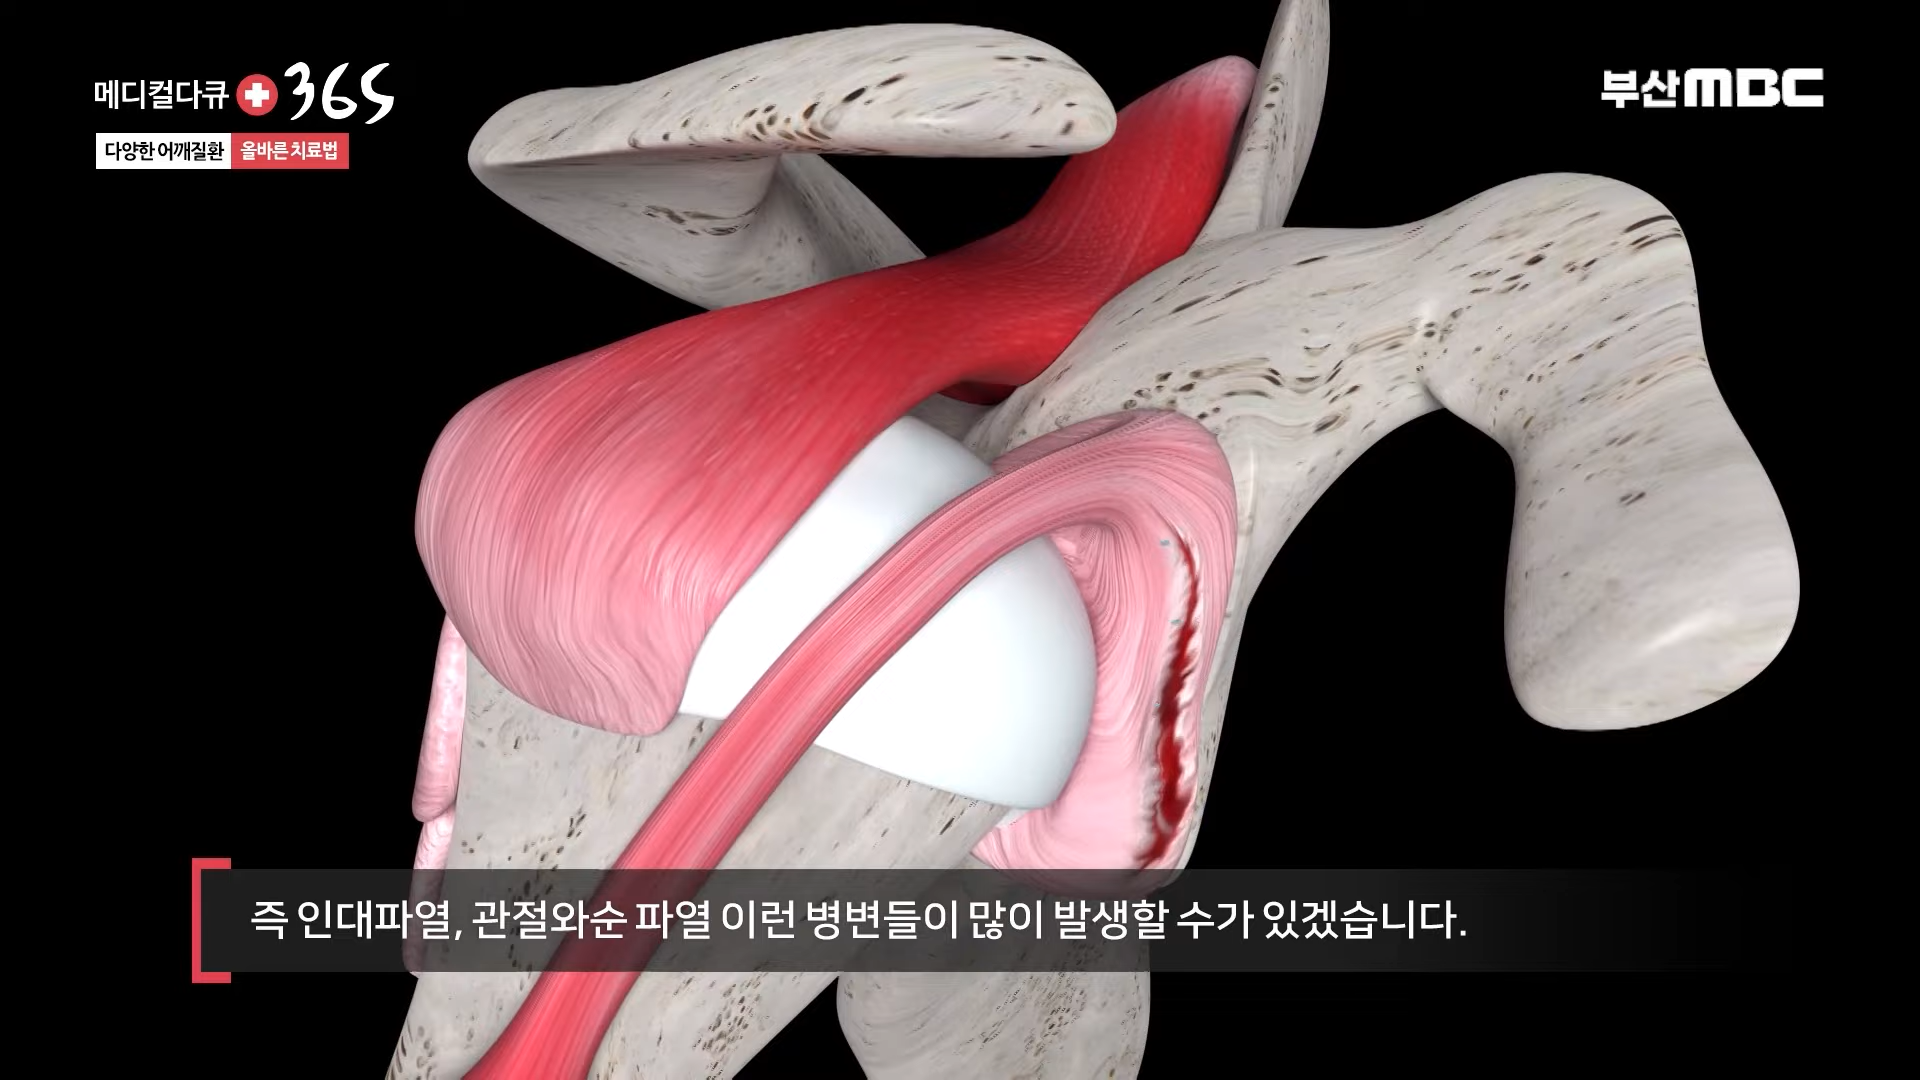 메디컬다큐 365
다양한 어깨질환 올바른 치료법
부산MBC
즉 인대파열, 관절와순 파열 이런 병변들이 많이 발생할 수가 있겠습니다.